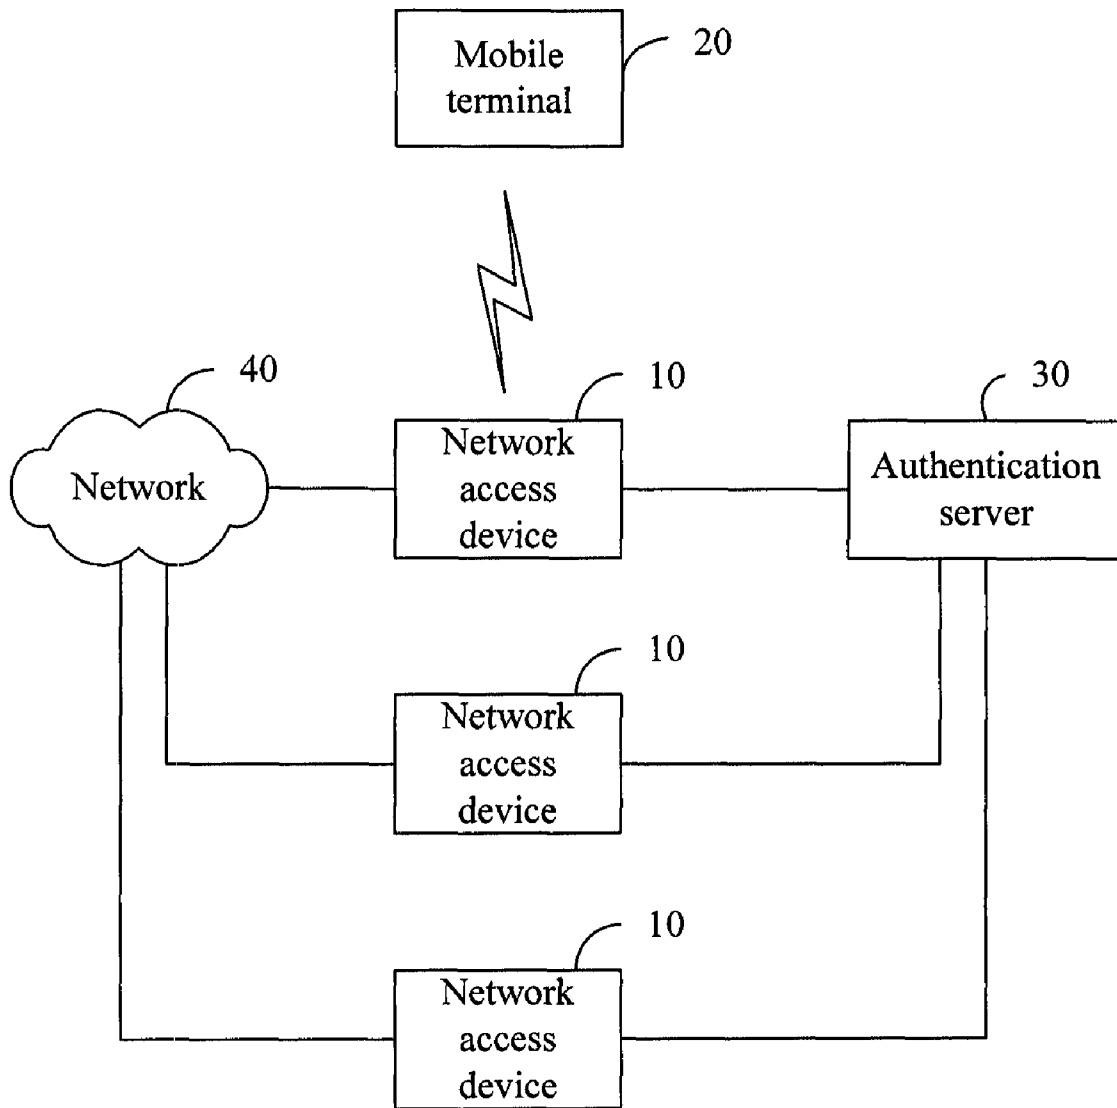 20
Mobile
terminal
40
10
30
Network
Network
access
device
Authentication
server
10
Network
access
device
10
Network
access
device